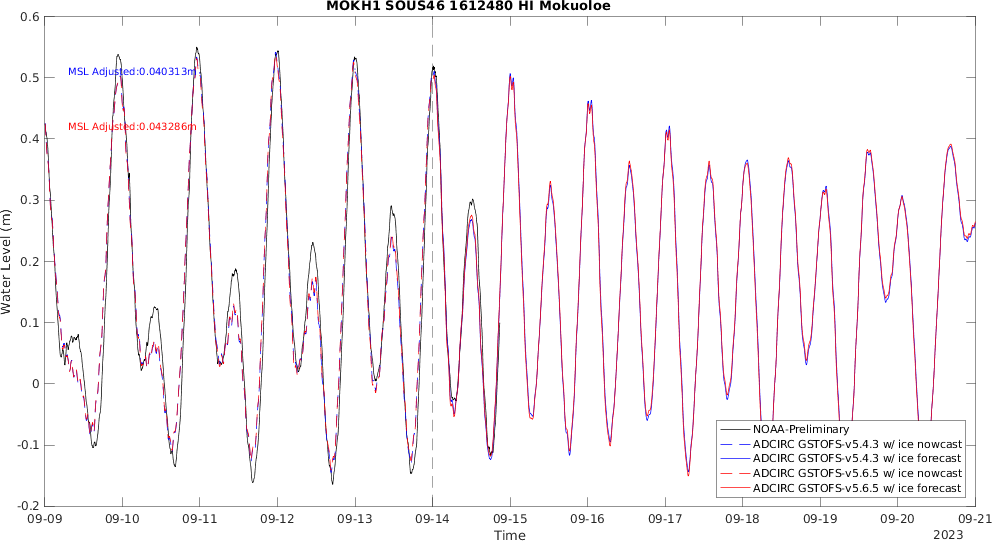 MOKH1 SOUS46 1612480 HI Mokuoloe
0.6
0.5
0.4
0.3
0.2
0.1
0
-0.1
-0.2
Water Level (m)
MSL Adjusted:0.040313m
MSL Adjusted:0.043286m
NOAA-Preliminary
ADCIRC GSTOFS-v5.4.3 w/ ice nowcast
ADCIRC GSTOFS-v5.4.3 w/ ice forecast
ADCIRC GSTOFS-v5.6.5 w/ ice nowcast
ADCIRC GSTOFS-v5.6.5 w/ ice forecast
09-09 09-10 09-11 09-12 09-13 09-14 09-15 09-16 09-17 09-18 09-19 09-20 09-21
Time
2023